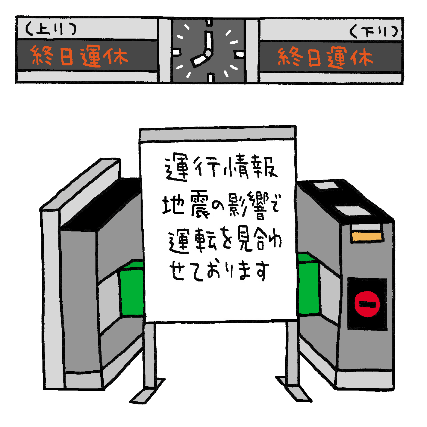 (上り)
終日運休
(下り)
終日運休
運行情報
地震の影響で
運転を見合わ
せております